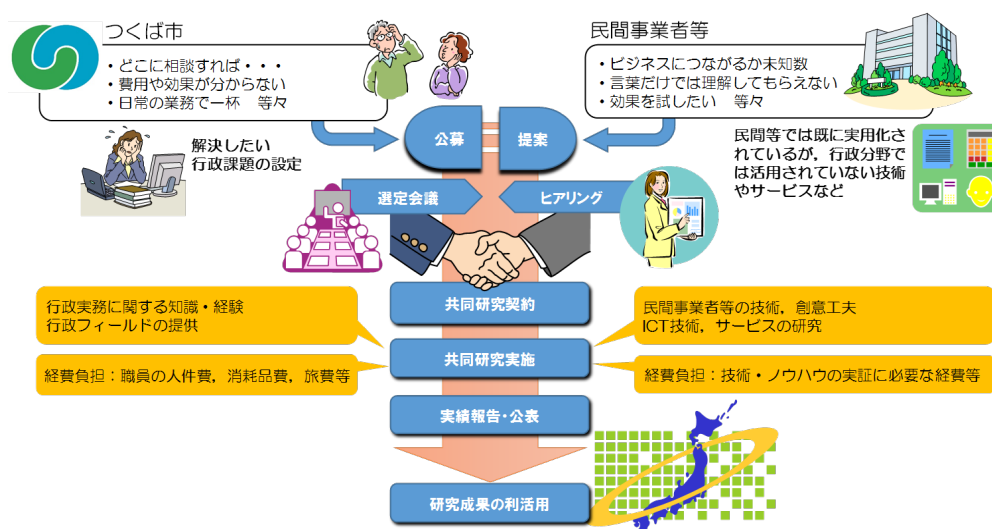 つくば市
・どこに相談すれば・・・
・費用や効果が分からない
・日常の業務で一杯 等々
民間事業者等
・ビジネスにつながるか未知数
・言葉だけでは理解してもらえない
・効果を試したい 等々
公募
提案
解決したい
行政課題の設定
民間等では既に実用化さ
れているが，行政分野で
は活用されていない技術
やサービスなど
選定会議
ヒアリング
共同研究契約
行政実務に関する知識・経験
行政フィールドの提供
民間事業者等の技術，創意工夫
ICT技術，サービスの研究
共同研究実施
経費負担：職員の人件費，消耗品費，旅費等
経費負担：技術・ノウハウの実証に必要な経費等
実績報告・公表
研究成果の利活用